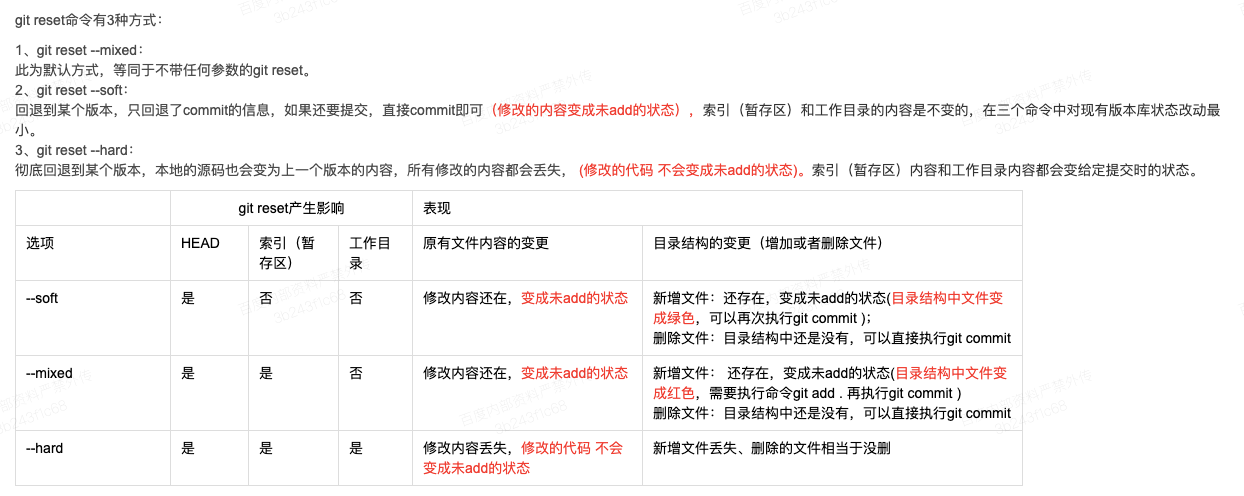 git reset命令有3种方式：
1、git reset --mixed：
此为默认方式，等同于不带任何参数的git reset。
2、git reset --soft：
回退到某个版本，只回退了commit的信息，如果还要提交，直接commit即可（修改的内容变成未add的状态），索引（暂存区）和工作目录的内容是不变的，在三个命令中对现有版本库状态改动最
小。
3、git reset --hard：
彻底回退到某个版本，本地的源码也会变为上一个版本的内容，所有修改的内容都会丢失， (修改的代码 不会变成未add的状态)。索引（暂存区）内容和工作目录内容都会变给定提交时的状态。
git reset产生影响
表现
选项
HEAD
索引（暂
存区）
工作目
录
原有文件内容的变更
目录结构的变更（增加或者删除文件）
--soft
是
否
否
修改内容还在，变成未add的状态
新增文件：还存在，变成未add的状态(目录结构中文件变
成绿色，可以再次执行git commit )；
删除文件：目录结构中还是没有，可以直接执行git commit
--mixed
是
是
否
修改内容还在，变成未add的状态
新增文件： 还存在，变成未add的状态(目录结构中文件变
成红色，需要执行命令git add . 再执行git commit )
删除文件：目录结构中还是没有，可以直接执行git commit
--hard
是
是
是
修改内容丢失，修改的代码 不会
变成未add的状态
新增文件丢失、删除的文件相当于没删